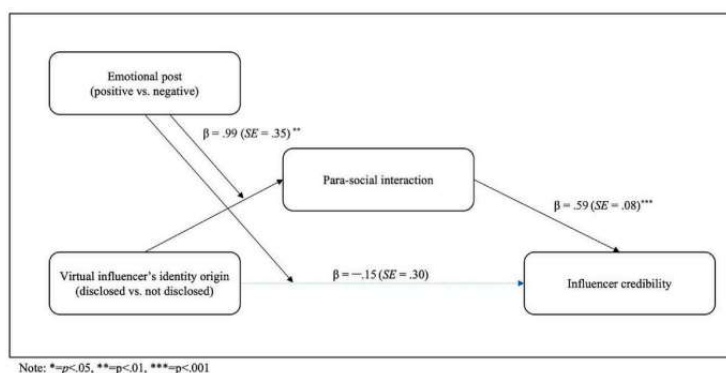 Emotional post
(positive vs. negative)
β = .99 (SE = .35) **
Para-social interaction
β = .59 (SE = .08)***
Virtual influencer's identity origin
(disclosed vs. not disclosed)
β = −.15 (SE = .30)
Influencer credibility
Note: *=p<.05, **=p<.01, ***=p<.001